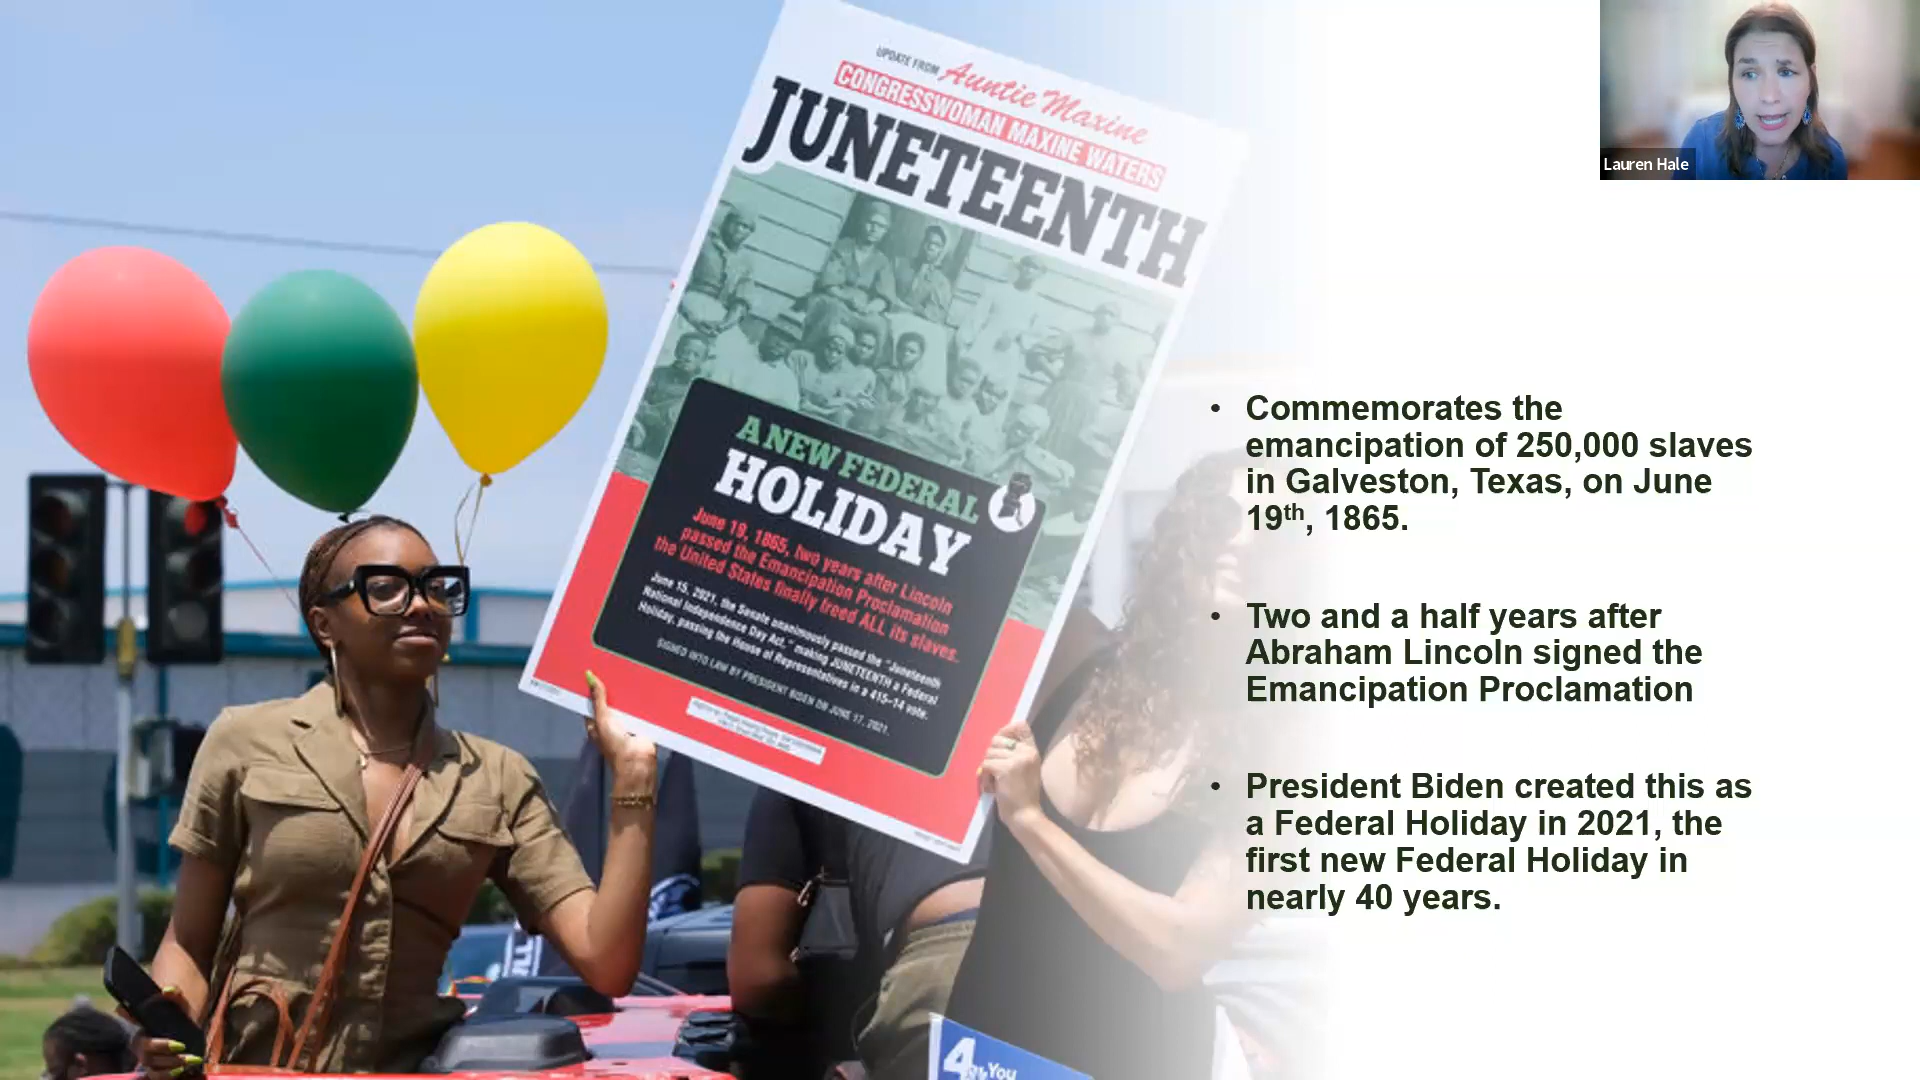 UPDATE FROM Auntie Maxine
CONGRESSWOMAN MAXINE WATERS
JUNETEENTH
A NEW FEDERAL
HOLIDAY
June 19, 1865, two years after Lincoln
passed the Emancipation Proclamation
the United States finally freed ALL its slaves.
June 15, 2021, the Senate unanimously passed the "Juneteenth
National Independence Day Act," making JUNETEENTH a Federal
Holiday, passing the House of Representatives in a 415-14 vote.
SIGNED INTO LAW BY PRESIDENT BIDEN ON JUNE 17, 2021.
Lauren Hale
• Commemorates the
emancipation of 250,000 slaves
in Galveston, Texas, on June
19th, 1865.
• Two and a half years after
Abraham Lincoln signed the
Emancipation Proclamation
• President Biden created this as
a Federal Holiday in 2021, the
first new Federal Holiday in
nearly 40 years.
4
You